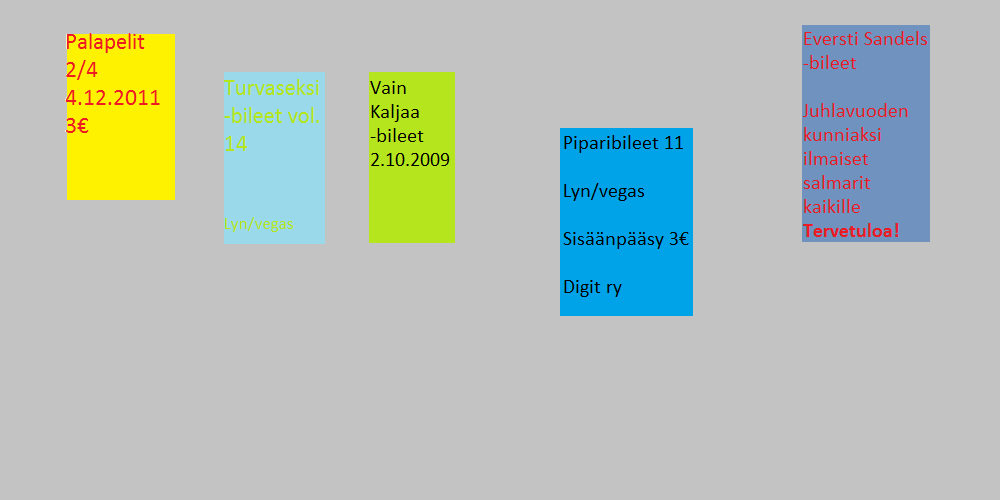 Palapelit
2/4
4.12.2011
3€
Turvaseksi
-bileet vol.
14
Lyn/vegas
Vain
Kaljaa
-bileet
2.10.2009
Piparibileet 11
Lyn/vegas
Sisäänpääsy 3€
Digit ry
Eversti Sandels
-bileet
Juhlavuoden
kunniaksi
ilmaiset
salmarit
kaikille
Tervetuloa!